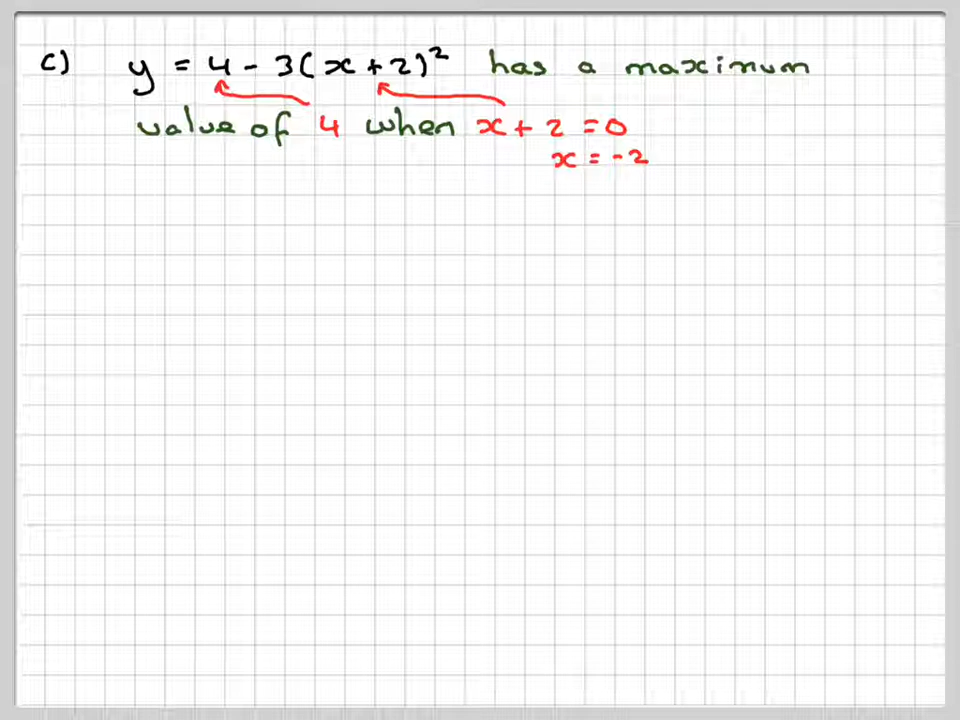 c) y = 4 - 3(x+2)² has a maximum
value of 4 when x + 2 = 0
x = -2